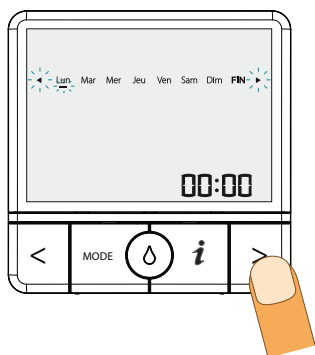 ◄ Lun Mar Mer Jeu Ven Sam DIm FIN ►
00:00
< MODE i >